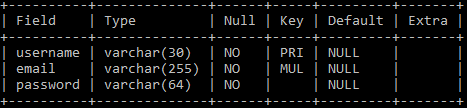 +----------+--------------+------+-----+---------+-------+
| Field    | Type         | Null | Key | Default | Extra |
+----------+--------------+------+-----+---------+-------+
| username | varchar(30)  | NO   | PRI | NULL    |       |
| email    | varchar(255) | NO   | MUL | NULL    |       |
| password | varchar(64)  | NO   |     | NULL    |       |
+----------+--------------+------+-----+---------+-------+